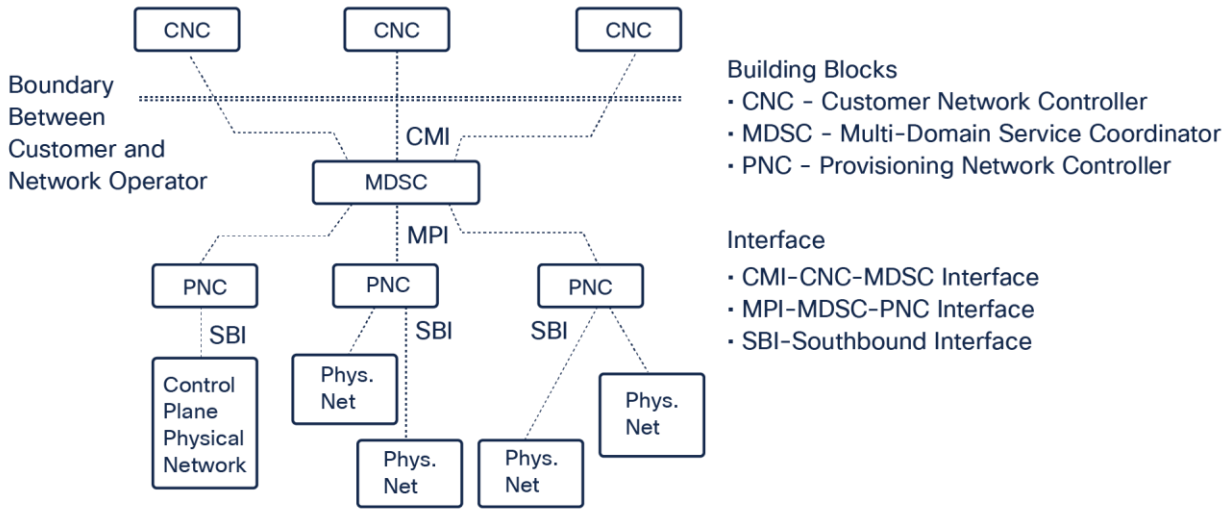 CNC
CNC
CNC
Boundary
Between
Customer and
Network Operator
CMI
MDSC
MPI
PNC
PNC
PNC
SBI
SBI
SBI
Control
Plane
Physical
Network
Phys.
Net
Phys.
Net
Phys.
Net
Phys.
Net
Building Blocks
· CNC - Customer Network Controller
· MDSC - Multi-Domain Service Coordinator
· PNC - Provisioning Network Controller
Interface
· CMI-CNC-MDSC Interface
· MPI-MDSC-PNC Interface
· SBI-Southbound Interface